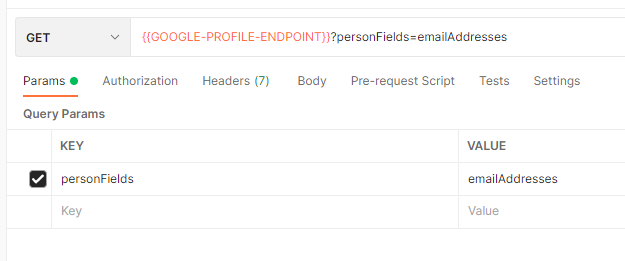 GET {{GOOGLE-PROFILE-ENDPOINT}}?personFields=emailAddresses
Params Authorization Headers (7) Body Pre-request Script Tests Settings
Query Params
KEY VALUE
personFields emailAddresses
Key Value